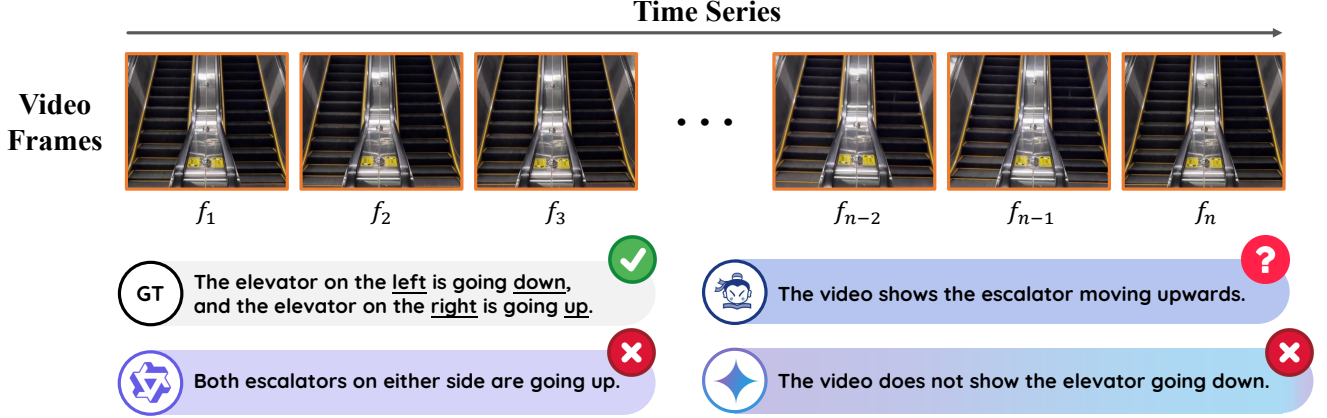 Time Series
Video
Frames
. . .
f₁
f₂
f₃
fₙ₋₂
fₙ₋₁
fₙ
GT
The elevator on the left is going down,
and the elevator on the right is going up.
?
The video shows the escalator moving upwards.
Both escalators on either side are going up.
The video does not show the elevator going down.